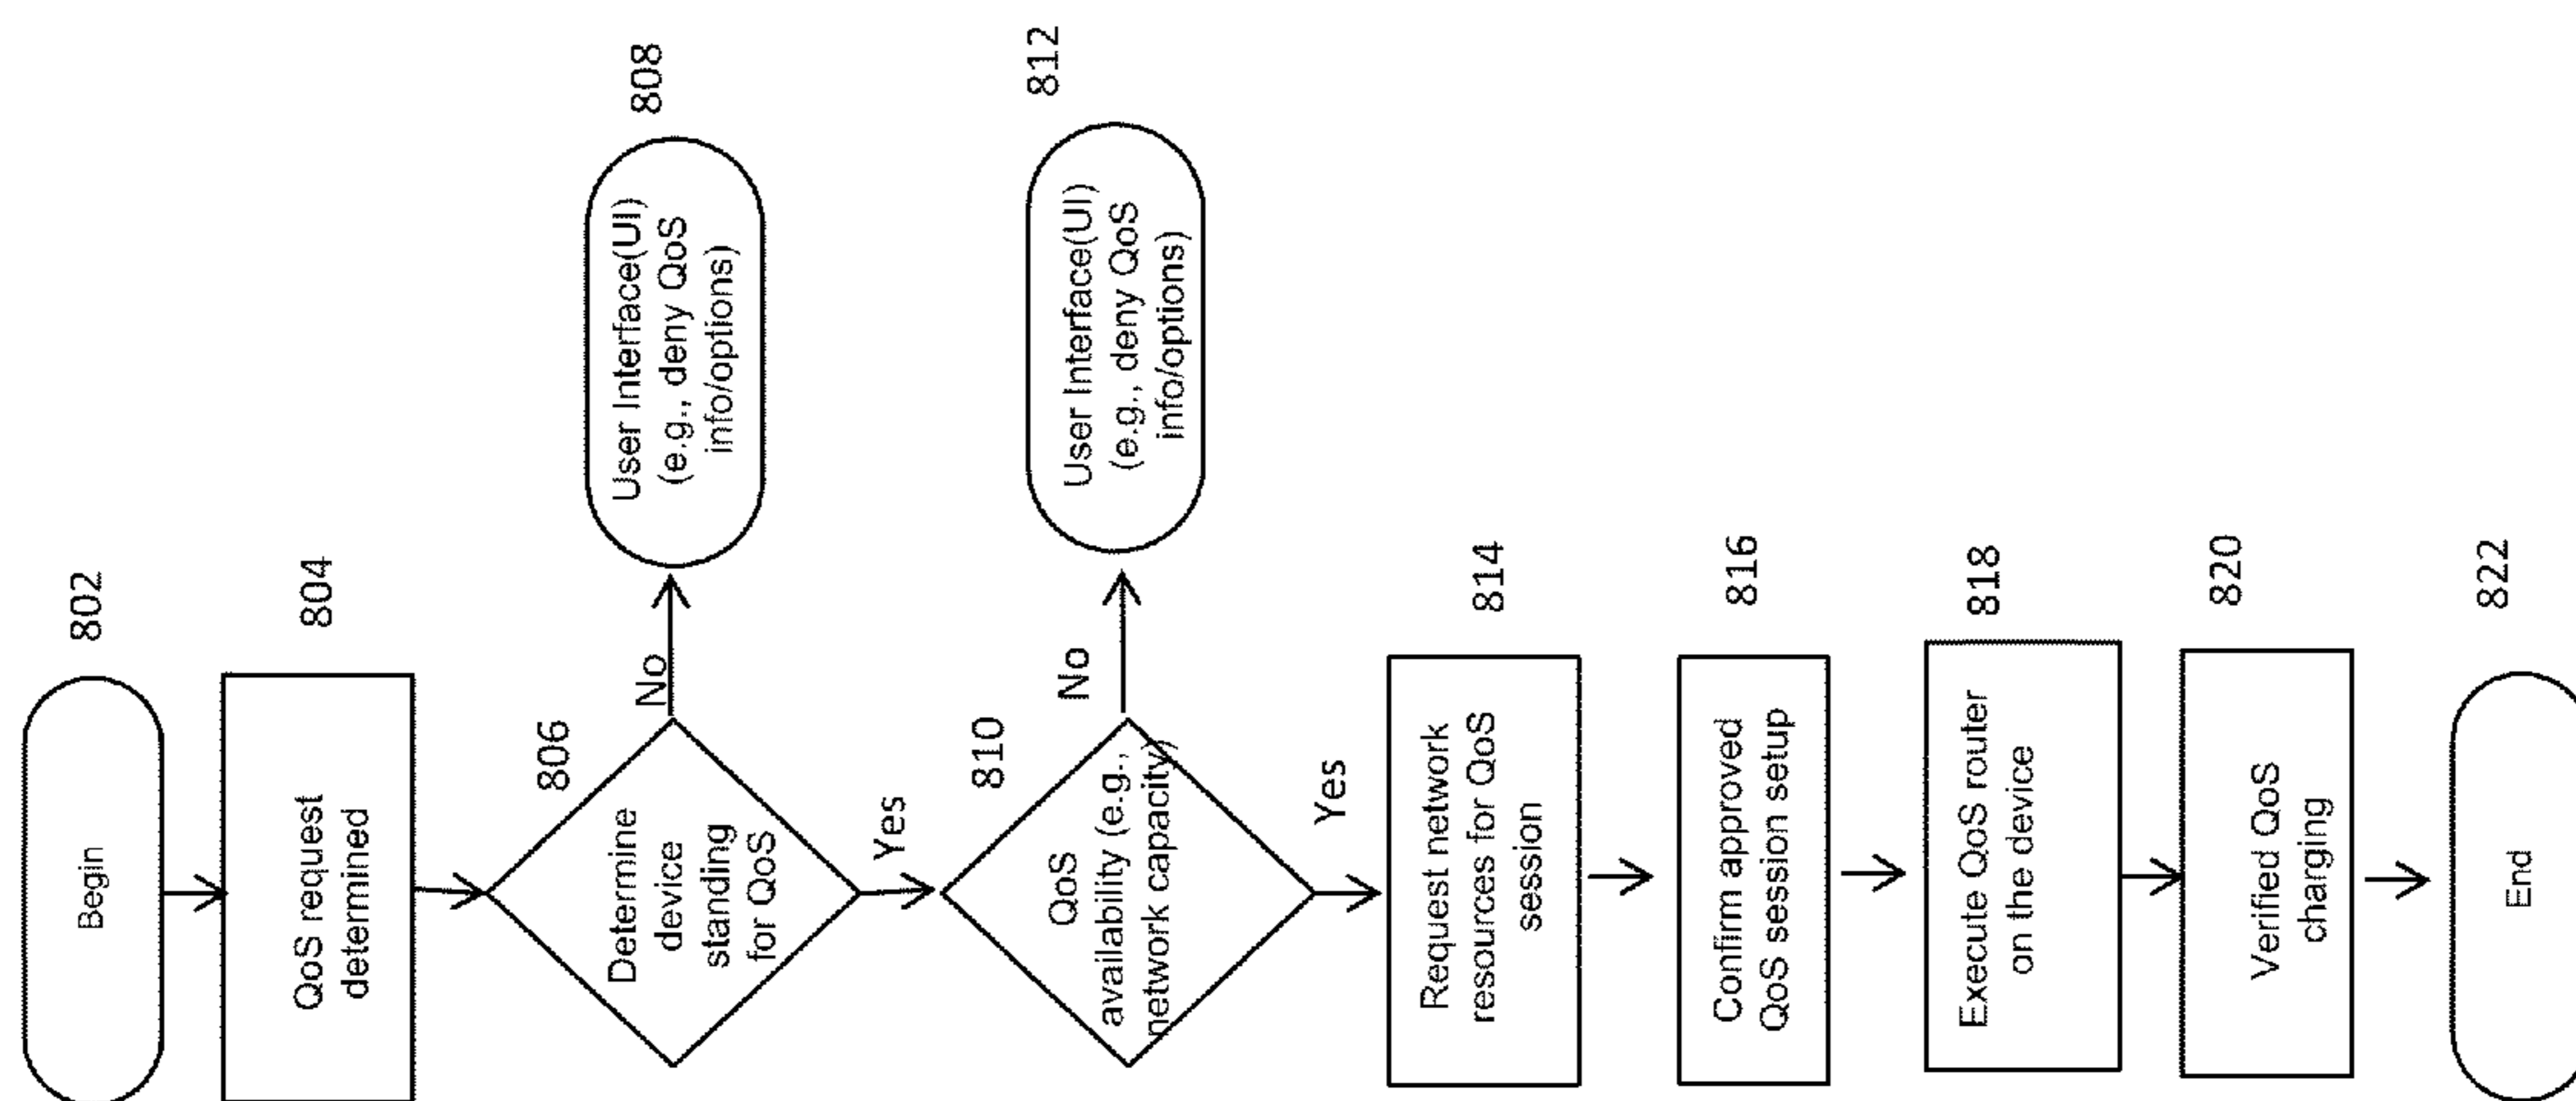 802
Begin
804
QoS request
determined
806
Determine
device
standing
for QoS
No
808
User Interface(UI)
(e.g., deny QoS
info/options)
Yes
810
QoS
availability (e.g.,
network capacity)
No
812
User Interface(UI)
(e.g., deny QoS
info/options)
Yes
814
Request network
resources for QoS
session
816
Confirm approved
QoS session setup
818
Execute QoS router
on the device
820
Verified QoS
charging
822
End